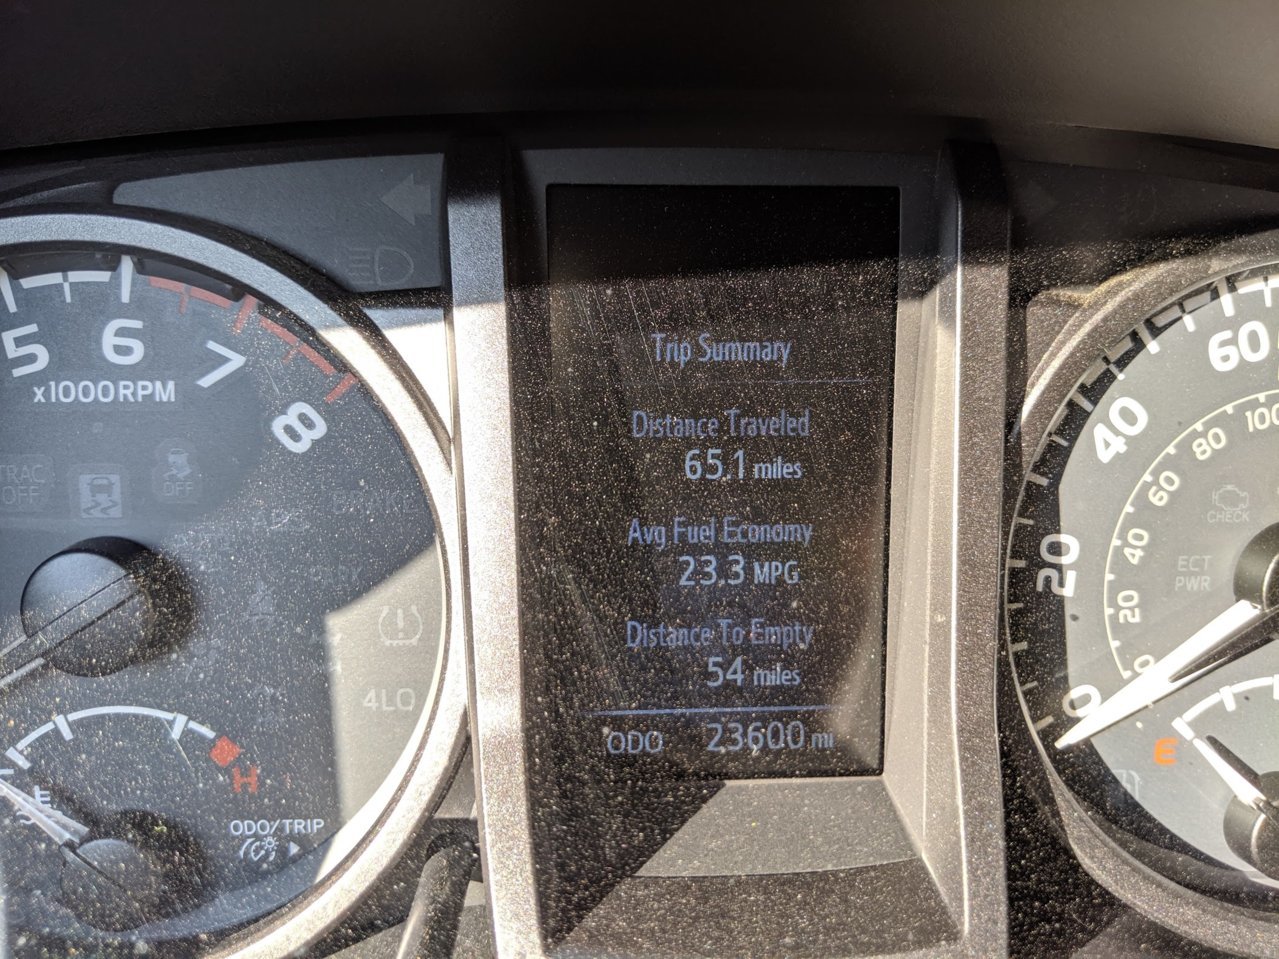 5
6
7
8
x1000RPM
TRAC
OFF
OFF
4LO
H
ODO/TRIP
Trip Summary
Distance Traveled
65.1 miles
Avg Fuel Economy
23.3 MPG
Distance To Empty
54 miles
ODO 23600 mi
0
20
40
60
0
20
40
60
80
100
CHECK
ECT
PWR
E